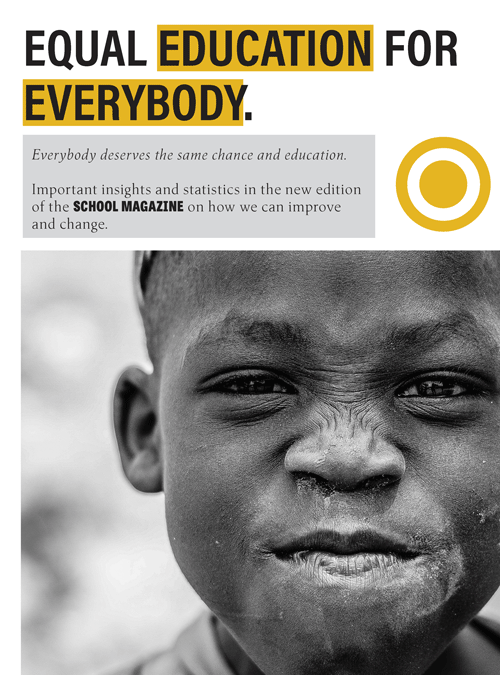 EQUAL EDUCATION FOR
EVERYBODY.
Everybody deserves the same chance and education.
Important insights and statistics in the new edition
of the SCHOOL MAGAZINE on how we can improve
and change.